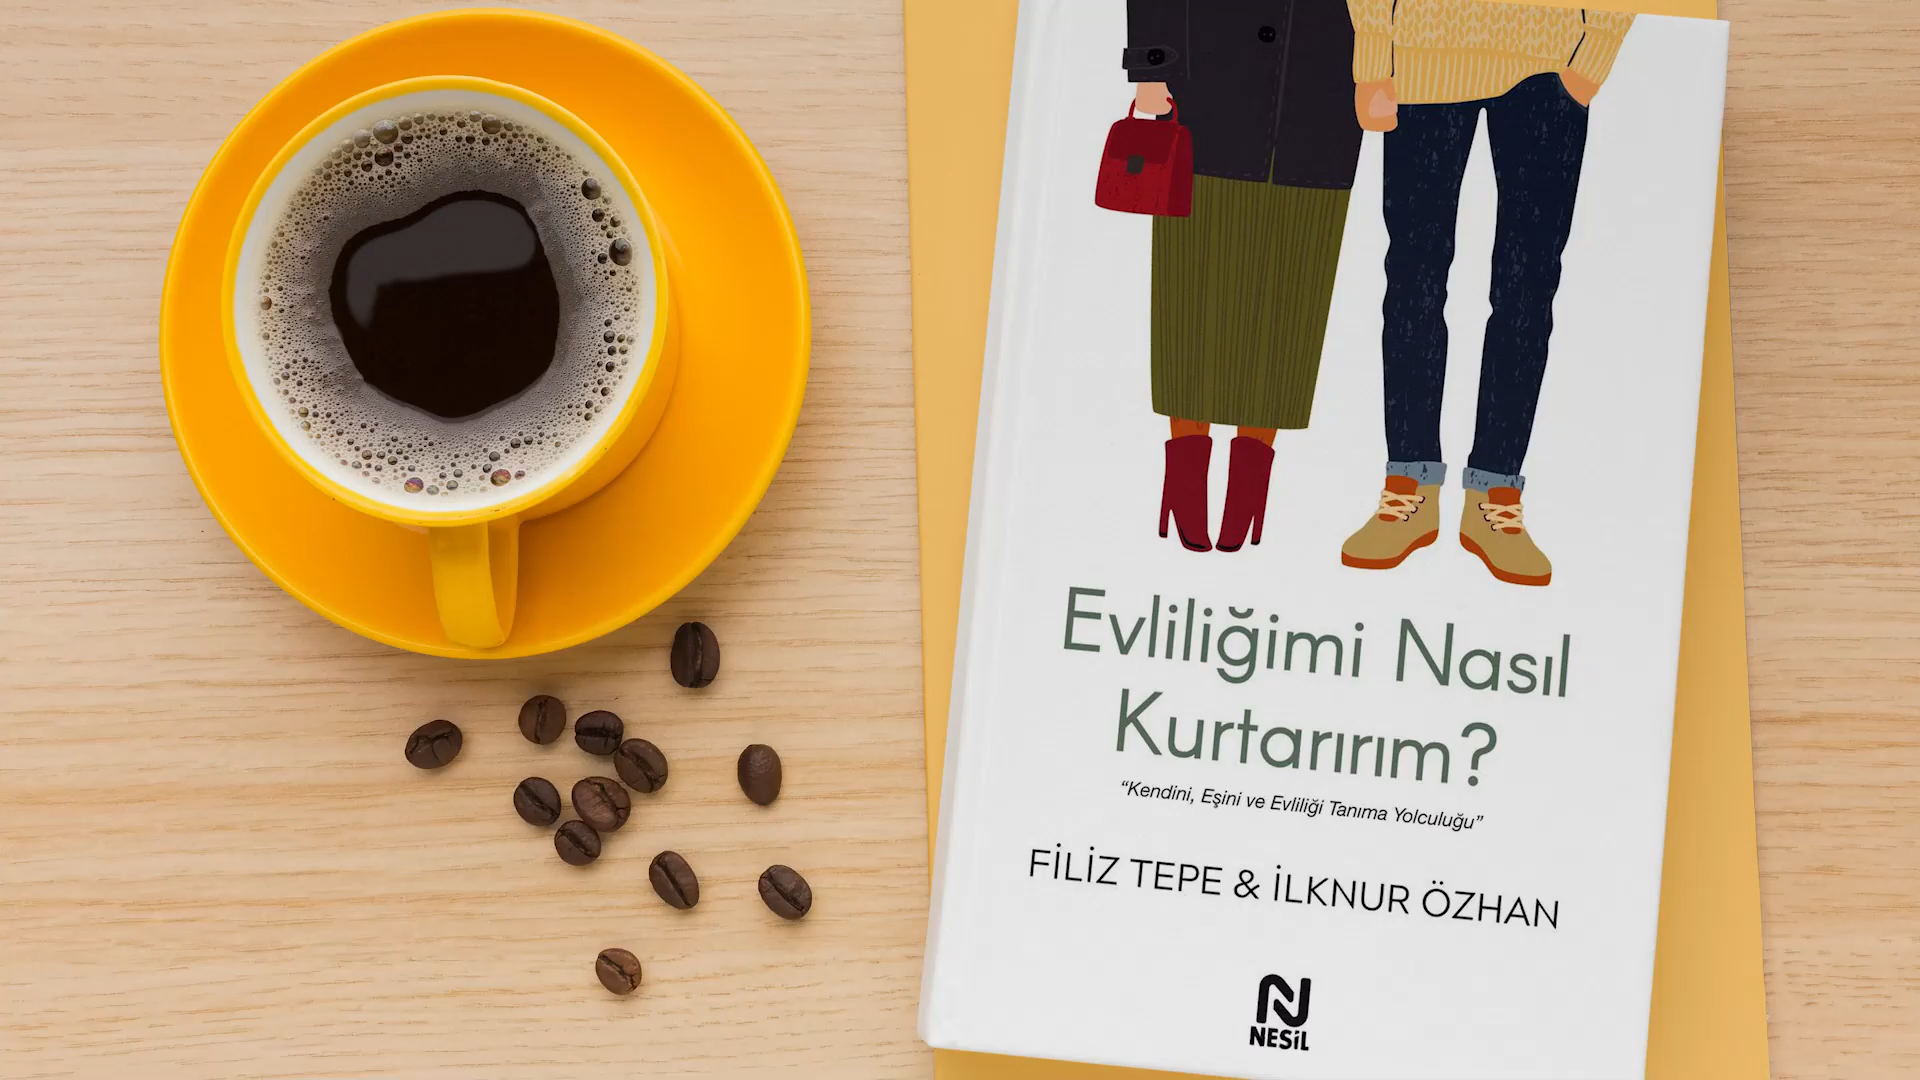 Evliliğimi Nasıl
Kurtarırım?
“Kendini, Eşini ve Evliliği Tanıma Yolculuğu”
FİLİZ TEPE & İLKNUR ÖZHAN
NESİL